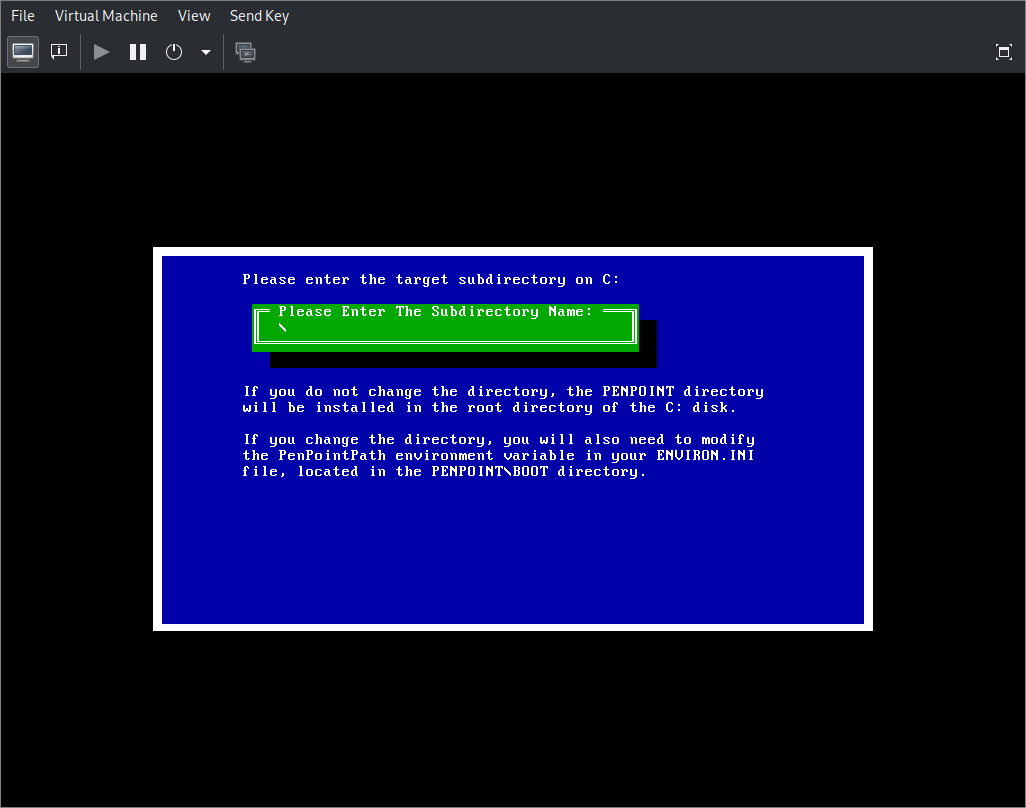 File Virtual Machine View Send Key
Please enter the target subdirectory on C:
Please Enter The Subdirectory Name:
\
If you do not change the directory, the PENPOINT directory
will be installed in the root directory of the C: disk.
If you change the directory, you will also need to modify
the PenPointPath environment variable in your ENVIRON.INI
file, located in the PENPOINT\BOOT directory.